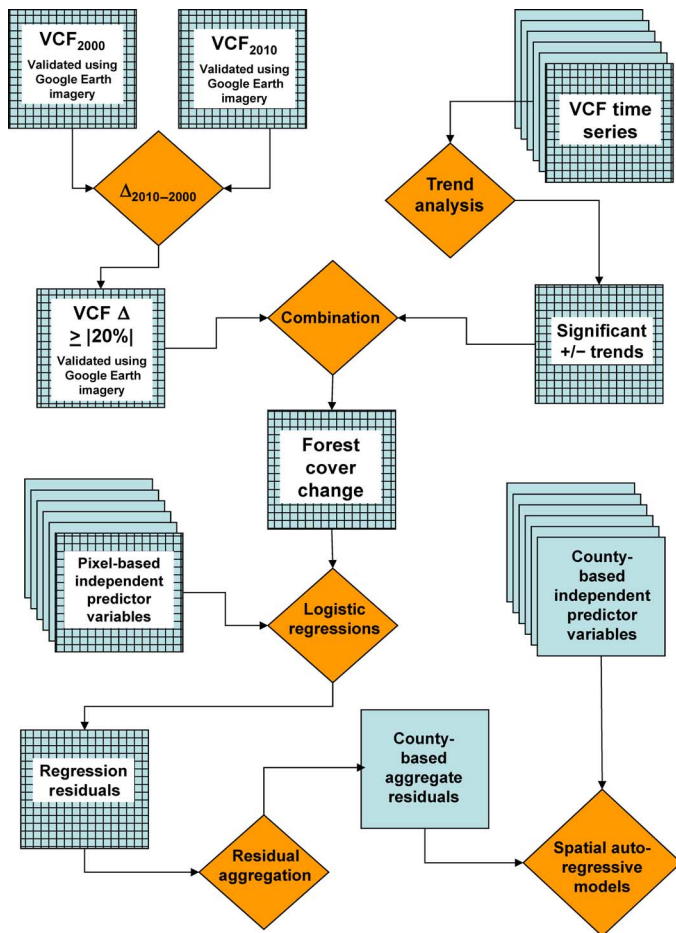 VCF2000
Validated using
Google Earth
imagery
VCF2010
Validated using
Google Earth
imagery
VCF time
series
Δ2010–2000
Trend
analysis
VCF Δ
≥ |20%|
Validated using
Google Earth
imagery
Combination
Significant
+/− trends
Forest
cover
change
Pixel-based
independent
predictor
variables
County-
based
independent
predictor
variables
Logistic
regressions
Regression
residuals
County-
based
aggregate
residuals
Residual
aggregation
Spatial auto-
regressive
models